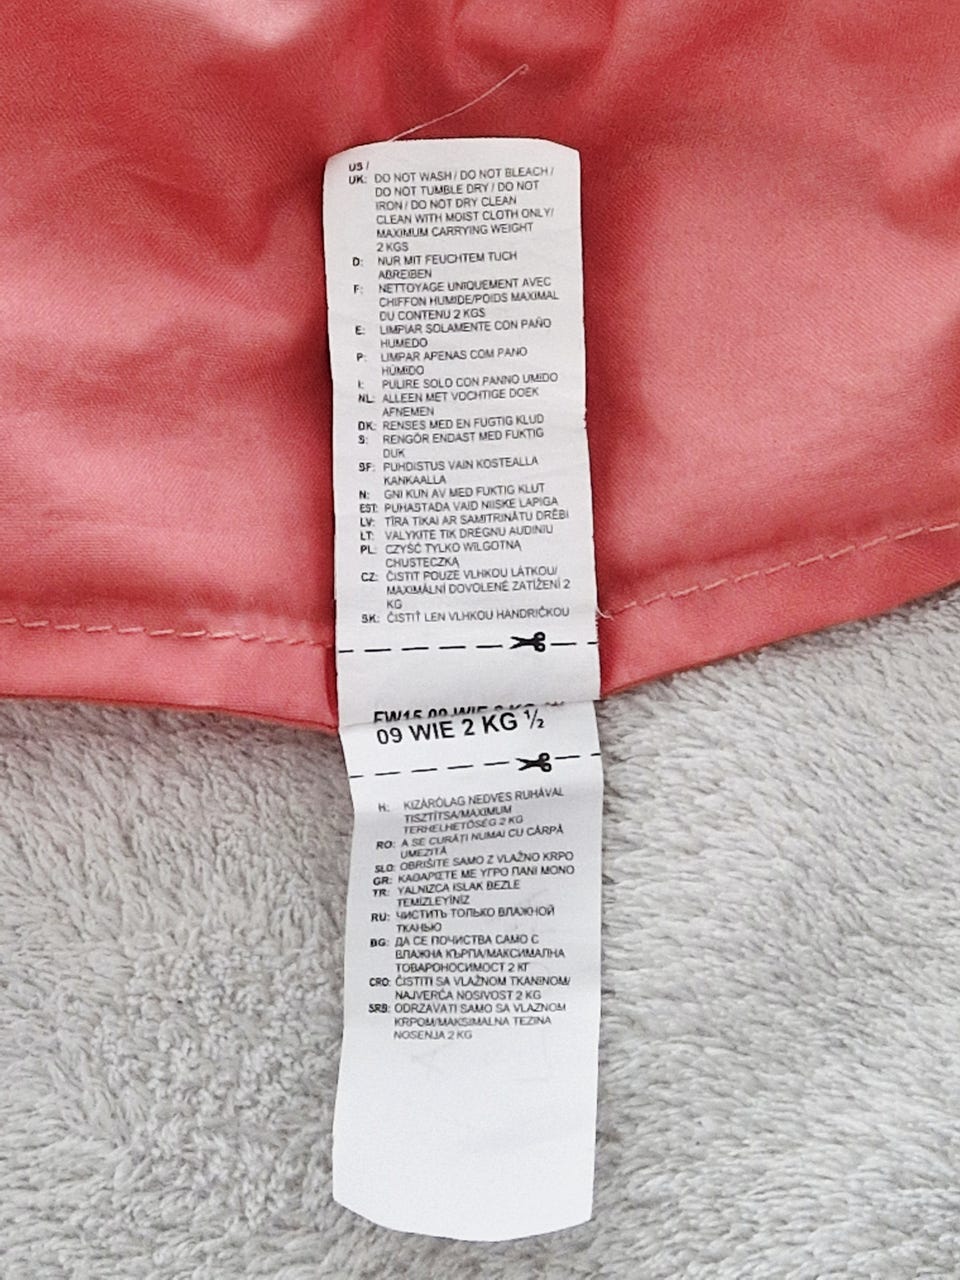 US /
UK: DO NOT WASH / DO NOT BLEACH /
DO NOT TUMBLE DRY / DO NOT
IRON / DO NOT DRY CLEAN
CLEAN WITH MOIST CLOTH ONLY/
MAXIMUM CARRYING WEIGHT
2 KGS
D: NUR MIT FEUCHTEM TUCH
ABREIBEN
F: NETTOYAGE UNIQUEMENT AVEC
CHIFFON HUMIDE/POIDS MAXIMAL
DU CONTENU 2 KGS
E: LIMPIAR SOLAMENTE CON PAÑO
HUMEDO
P: LIMPAR APENAS COM PANO
HÚMIDO
I: PULIRE SOLO CON PANNO UMIDO
NL: ALLEEN MET VOCHTIGE DOEK
AFNEMEN
DK: RENSES MED EN FUGTIG KLUD
S: RENGÖR ENDAST MED FUKTIG
DUK
SF: PUHDISTUS VAIN KOSTEALLA
KANKAALLA
N: GNI KUN AV MED FUKTIG KLUT
EST: PUHASTADA VAID NIISKE LAPIGA
LV: TĪRA TIKAI AR SAMITRINĀTU DRĒBI
LT: VALYKITE TIK DRĖGNU AUDINIU
PL: CZYŚĆ TYLKO WILGOTNĄ
CHUSTECZKĄ
CZ: ČISTIT POUZE VLHKOU LÁTKOU/
MAXIMÁLNÍ DOVOLENÉ ZATÍŽENÍ 2
KG
SK: ČISTIŤ LEN VLHKOU HANDRIČKOU
FW15 09 WIE 2 KG
09 WIE 2 KG ½
H: KIZÁRÓLAG NEDVES RUHÁVAL
TISZTÍTSA/MAXIMUM
TERHELHETŐSÉG 2 KG
RO: A SE CURĂȚI NUMAI CU CÂRPĂ
UMEZITĂ
SLO: OBRIŠITE SAMO Z VLAŽNO KRPO
GR: ΚΑΘΑΡΙΣΤΕ ΜΕ ΥΓΡΟ ΠΑΝΙ ΜΟΝΟ
TR: YALNIZCA ISLAK BEZLE
TEMİZLEYİNİZ
RU: ЧИСТИТЬ ТОЛЬКО ВЛАЖНОЙ
ТКАНЬЮ
BG: ДА СЕ ПОЧИСТВА САМО С
ВЛАЖНА КЪРПА/МАКСИМАЛНА
ТОВАРОНОСИМОСТ 2 КГ
CRO: ČISTITI SA VLAŽNOM TKANINOM/
NAJVERČA NOSIVOST 2 KG
SRB: ODRZAVATI SAMO SA VLAZNOM
KRPOM/MAKSIMALNA TEZINA
NOSENJA 2 KG